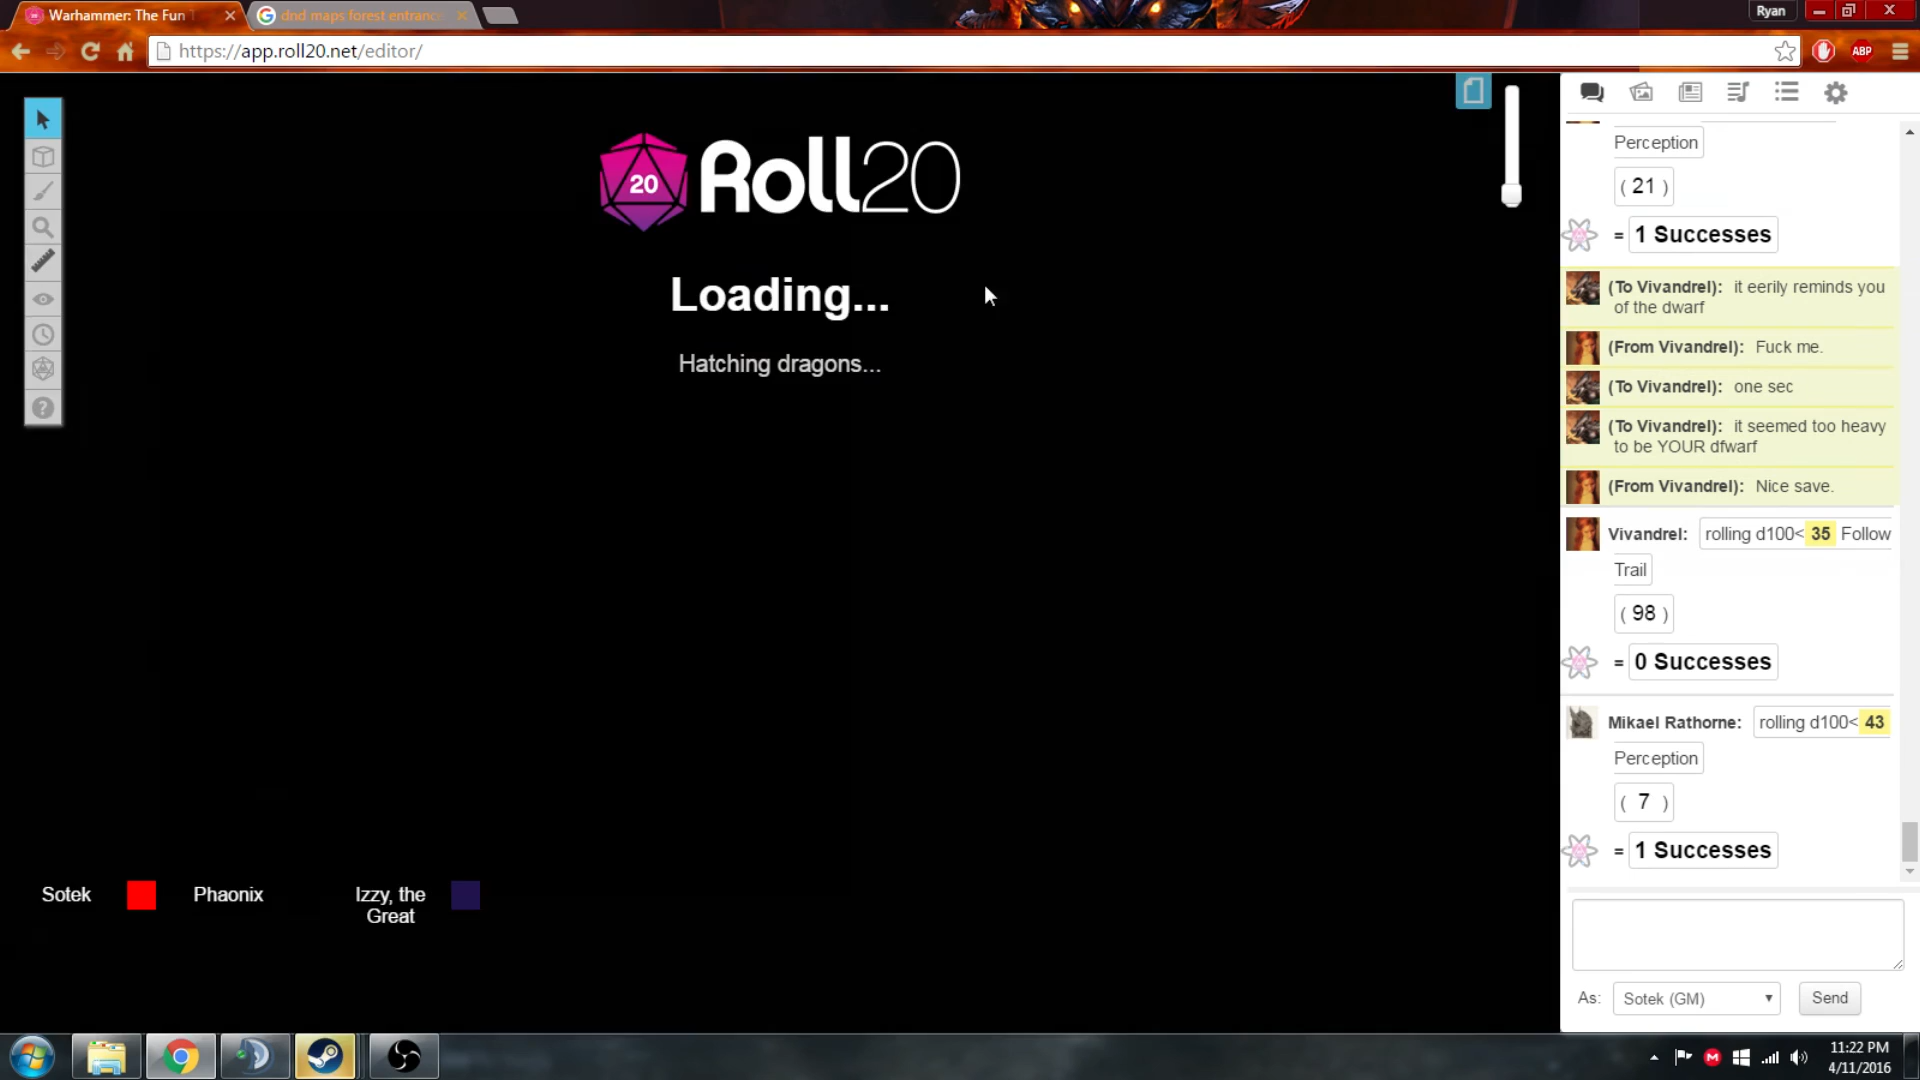 Warhammer: The Fun T
dnd maps forest entrance
Ryan
https://app.roll20.net/editor/
ABP
20
Roll20
Loading...
Hatching dragons...
Sotek
Phaonix
Izzy, the
Great
Perception
( 21 )
= 1 Successes
(To Vivandrel): it eerily reminds you
of the dwarf
(From Vivandrel): Fuck me.
(To Vivandrel): one sec
(To Vivandrel): it seemed too heavy
to be YOUR dfwarf
(From Vivandrel): Nice save.
Vivandrel: rolling d100< 35 Follow
Trail
( 98 )
= 0 Successes
Mikael Rathorne: rolling d100< 43
Perception
( 7 )
= 1 Successes
As: Sotek (GM) Send
11:22 PM
4/11/2016